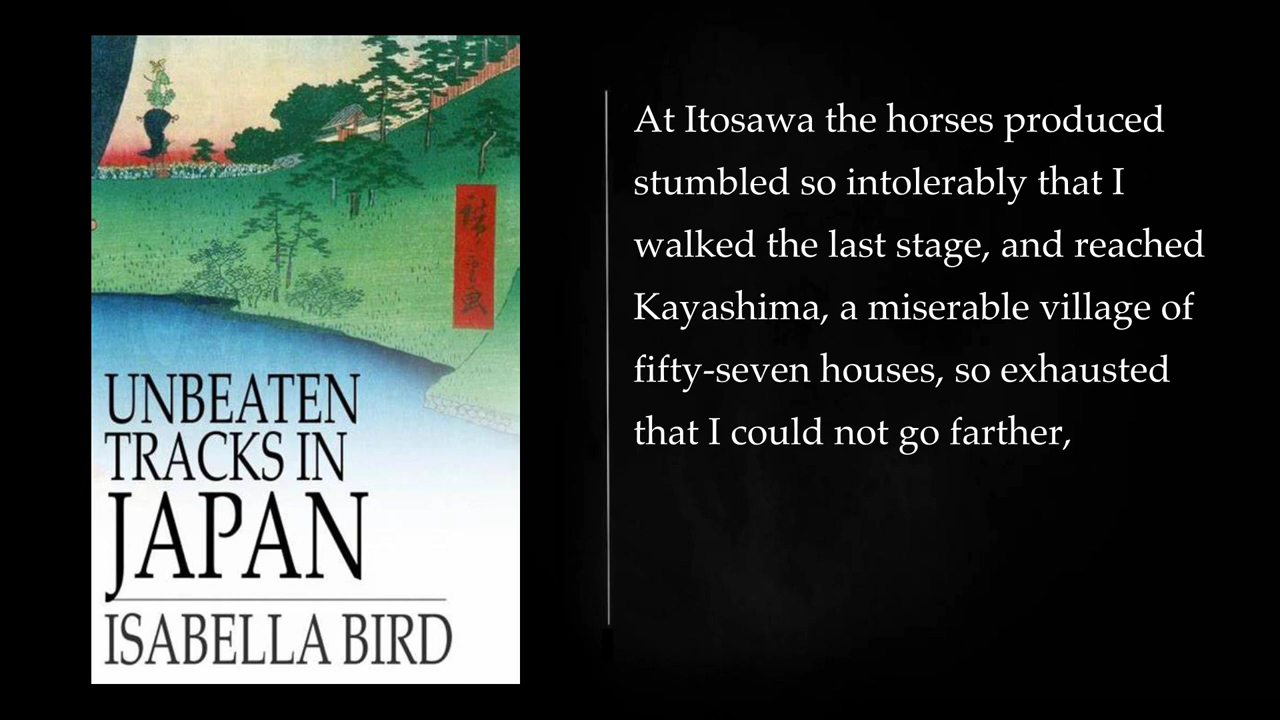 UNBEATEN
TRACKS IN
JAPAN
ISABELLA BIRD
At Itosawa the horses produced
stumbled so intolerably that I
walked the last stage, and reached
Kayashima, a miserable village of
fifty-seven houses, so exhausted
that I could not go farther,